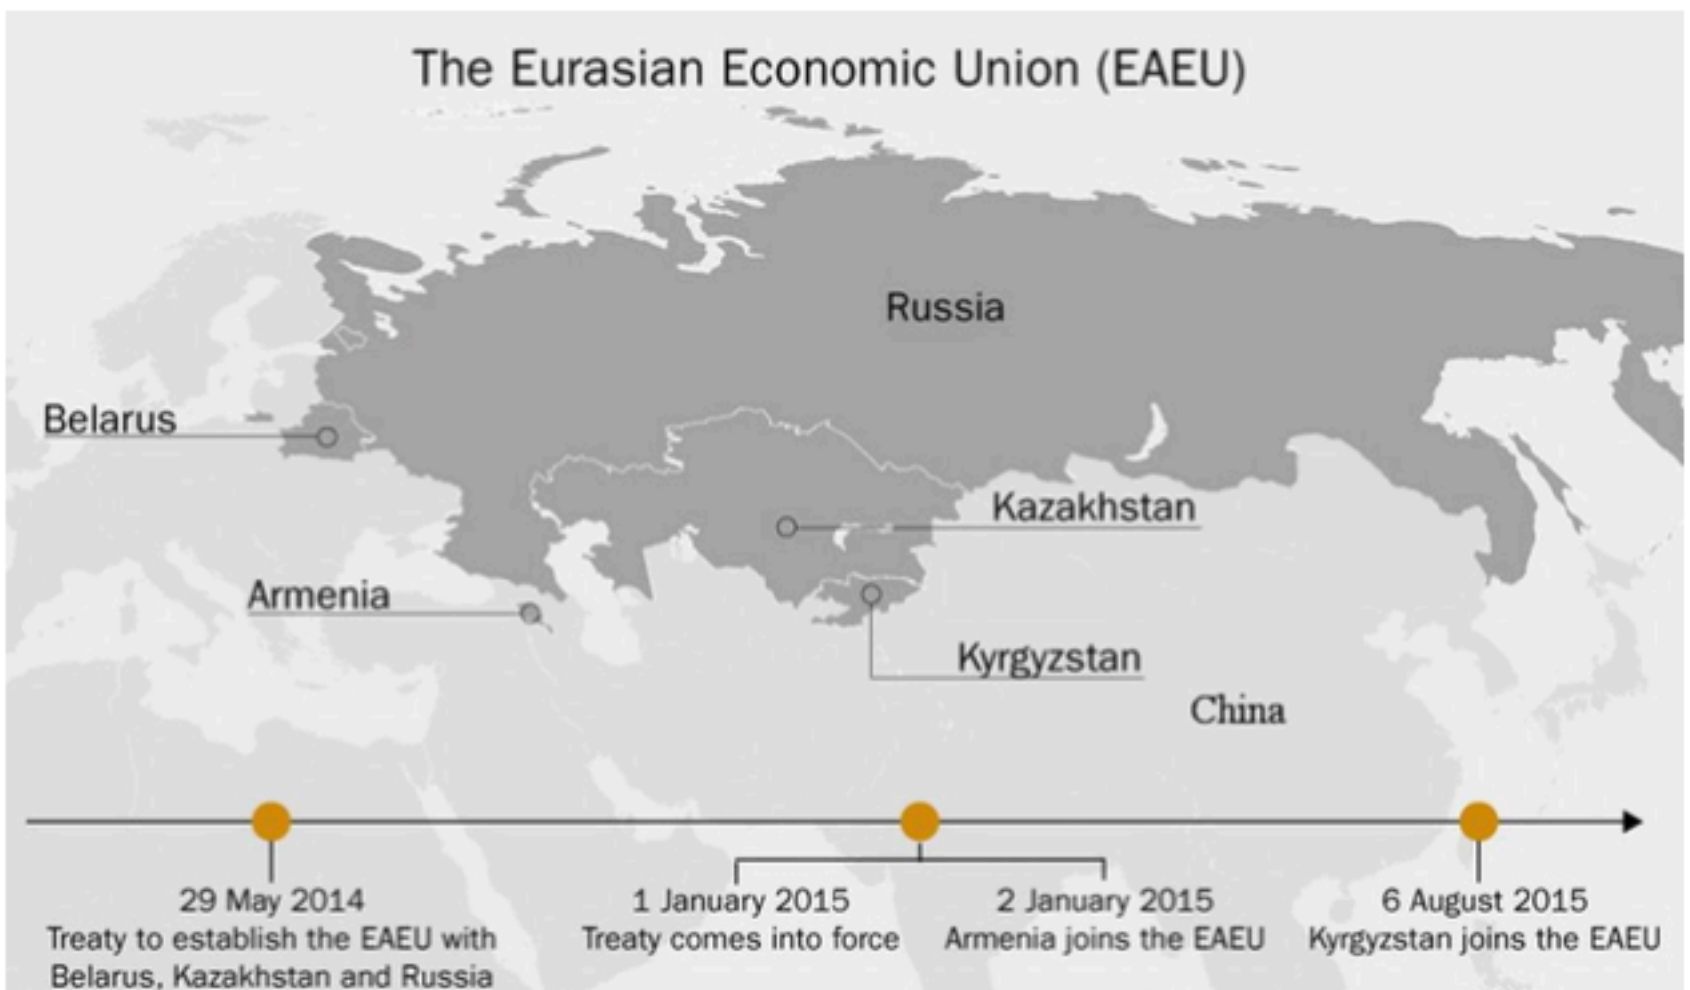 The Eurasian Economic Union (EAEU)
Russia
Belarus
Kazakhstan
Armenia
Kyrgyzstan
China
29 May 2014
Treaty to establish the EAEU with
Belarus, Kazakhstan and Russia
1 January 2015
Treaty comes into force
2 January 2015
Armenia joins the EAEU
6 August 2015
Kyrgyzstan joins the EAEU